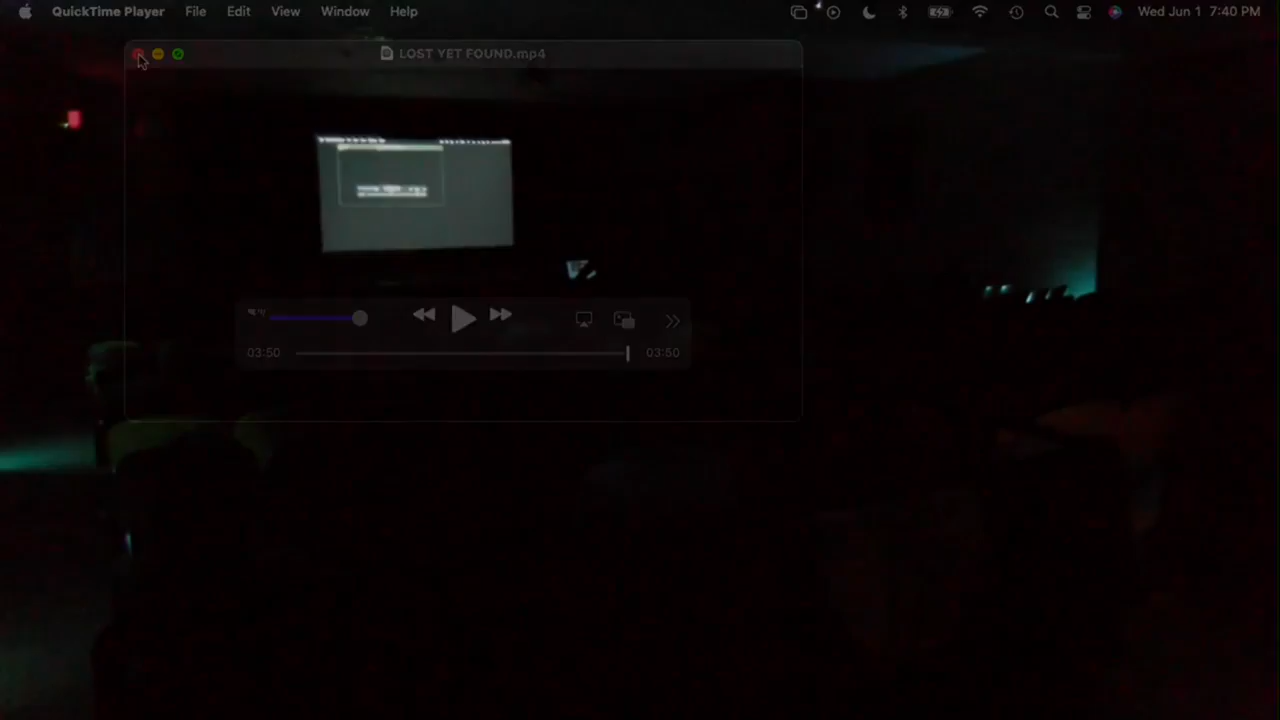 QuickTime Player File Edit View Window Help Wed Jun 1 7:40 PM
LOST YET FOUND.mp4
03:50 03:50